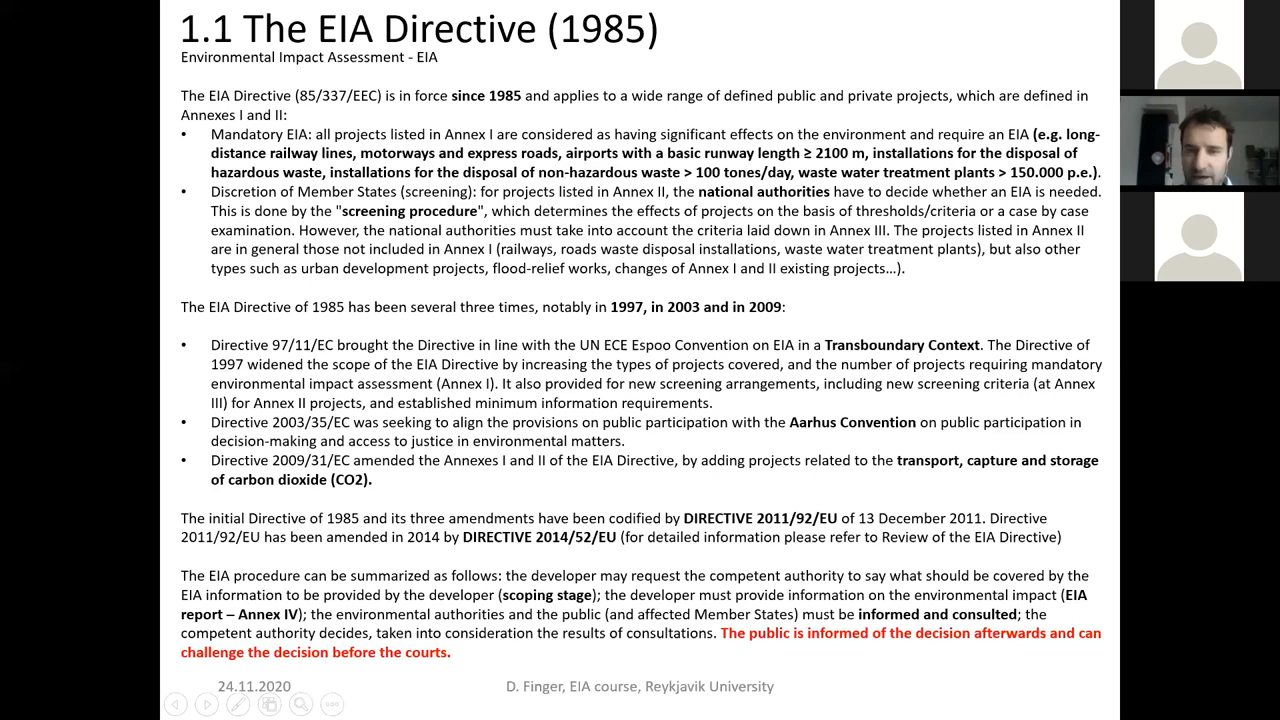 1.1 The EIA Directive (1985)
Environmental Impact Assessment - EIA
The EIA Directive (85/337/EEC) is in force since 1985 and applies to a wide range of defined public and private projects, which are defined in
Annexes I and II:
• Mandatory EIA: all projects listed in Annex I are considered as having significant effects on the environment and require an EIA (e.g. long-
distance railway lines, motorways and express roads, airports with a basic runway length ≥ 2100 m, installations for the disposal of
hazardous waste, installations for the disposal of non-hazardous waste > 100 tones/day, waste water treatment plants > 150.000 p.e.).
• Discretion of Member States (screening): for projects listed in Annex II, the national authorities have to decide whether an EIA is needed.
This is done by the "screening procedure", which determines the effects of projects on the basis of thresholds/criteria or a case by case
examination. However, the national authorities must take into account the criteria laid down in Annex III. The projects listed in Annex II
are in general those not included in Annex I (railways, roads waste disposal installations, waste water treatment plants), but also other
types such as urban development projects, flood-relief works, changes of Annex I and II existing projects…).
The EIA Directive of 1985 has been several three times, notably in 1997, in 2003 and in 2009:
• Directive 97/11/EC brought the Directive in line with the UN ECE Espoo Convention on EIA in a Transboundary Context. The Directive of
1997 widened the scope of the EIA Directive by increasing the types of projects covered, and the number of projects requiring mandatory
environmental impact assessment (Annex I). It also provided for new screening arrangements, including new screening criteria (at Annex
III) for Annex II projects, and established minimum information requirements.
• Directive 2003/35/EC was seeking to align the provisions on public participation with the Aarhus Convention on public participation in
decision-making and access to justice in environmental matters.
• Directive 2009/31/EC amended the Annexes I and II of the EIA Directive, by adding projects related to the transport, capture and storage
of carbon dioxide (CO2).
The initial Directive of 1985 and its three amendments have been codified by DIRECTIVE 2011/92/EU of 13 December 2011. Directive
2011/92/EU has been amended in 2014 by DIRECTIVE 2014/52/EU (for detailed information please refer to Review of the EIA Directive)
The EIA procedure can be summarized as follows: the developer may request the competent authority to say what should be covered by the
EIA information to be provided by the developer (scoping stage); the developer must provide information on the environmental impact (EIA
report – Annex IV); the environmental authorities and the public (and affected Member States) must be informed and consulted; the
competent authority decides, taken into consideration the results of consultations. The public is informed of the decision afterwards and can
challenge the decision before the courts.
24.11.2020 D. Finger, EIA course, Reykjavik University